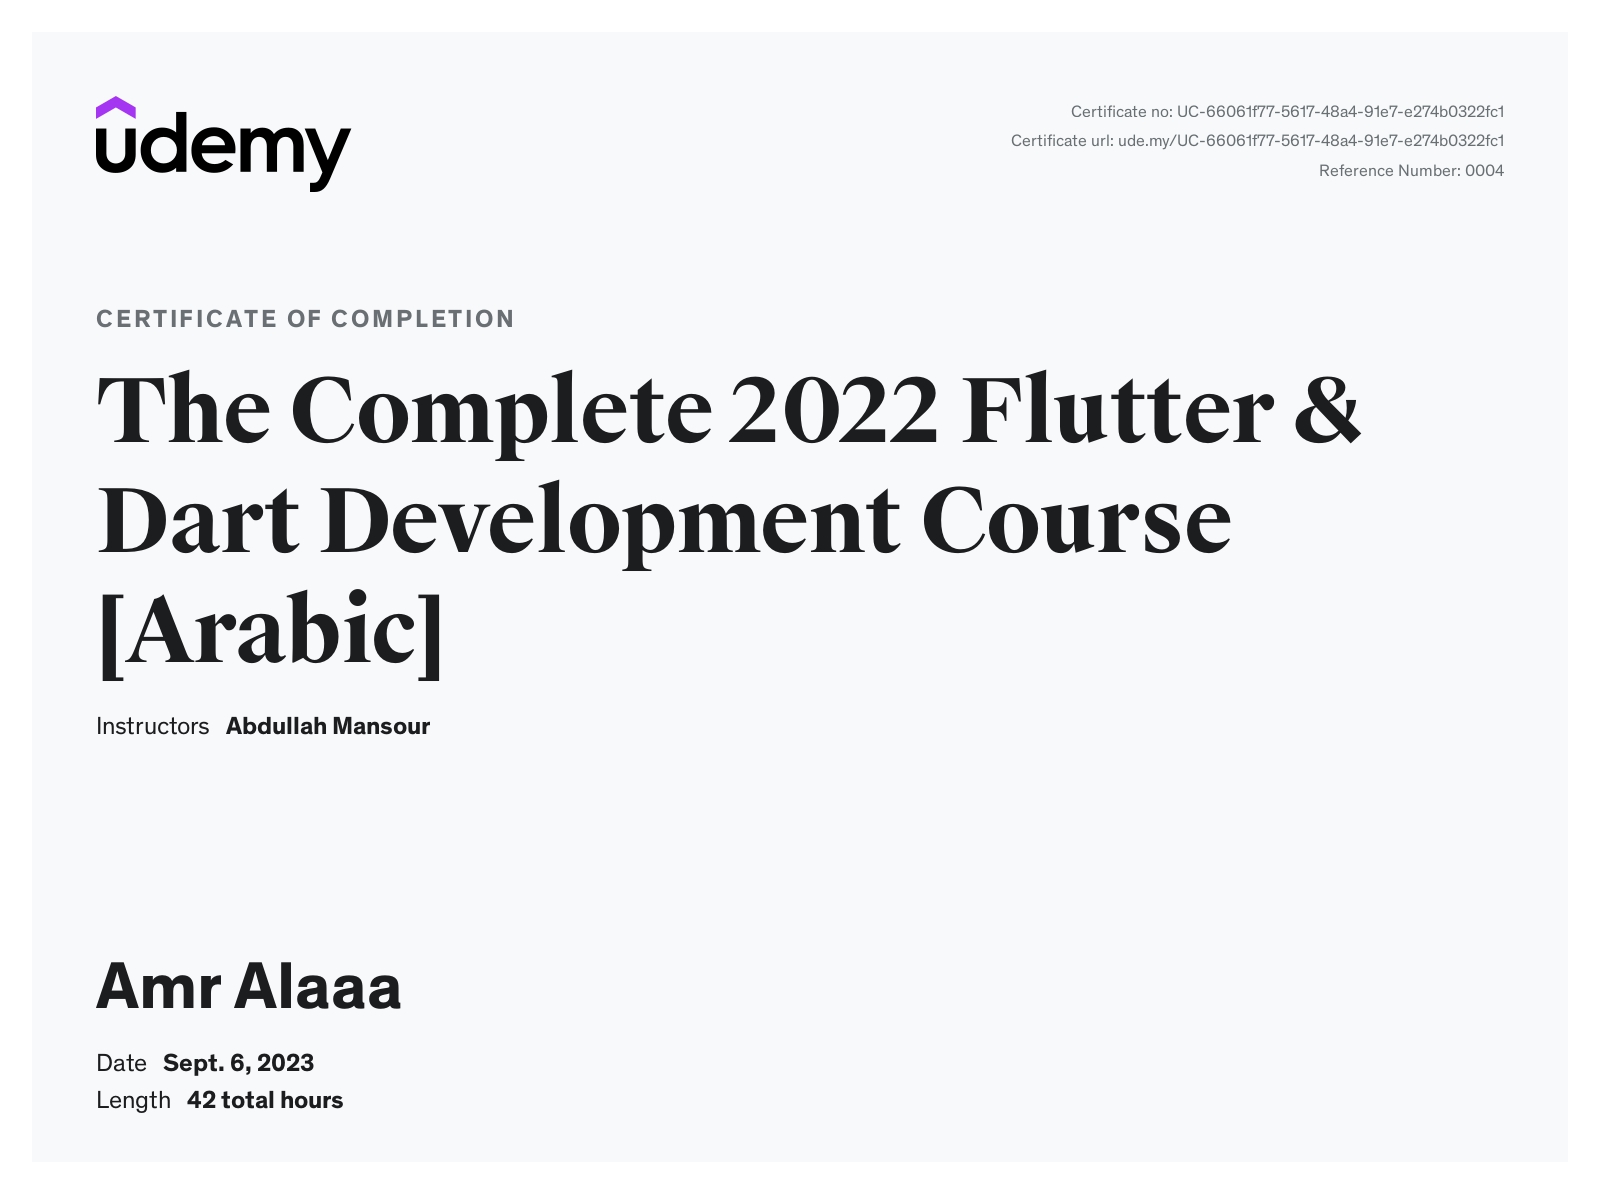 udemy
Certificate no: UC-66061f77-5617-48a4-91e7-e274b0322fc1
Certificate url: ude.my/UC-66061f77-5617-48a4-91e7-e274b0322fc1
Reference Number: 0004
CERTIFICATE OF COMPLETION
The Complete 2022 Flutter &
Dart Development Course
[Arabic]
Instructors Abdullah Mansour
Amr Alaaa
Date Sept. 6, 2023
Length 42 total hours